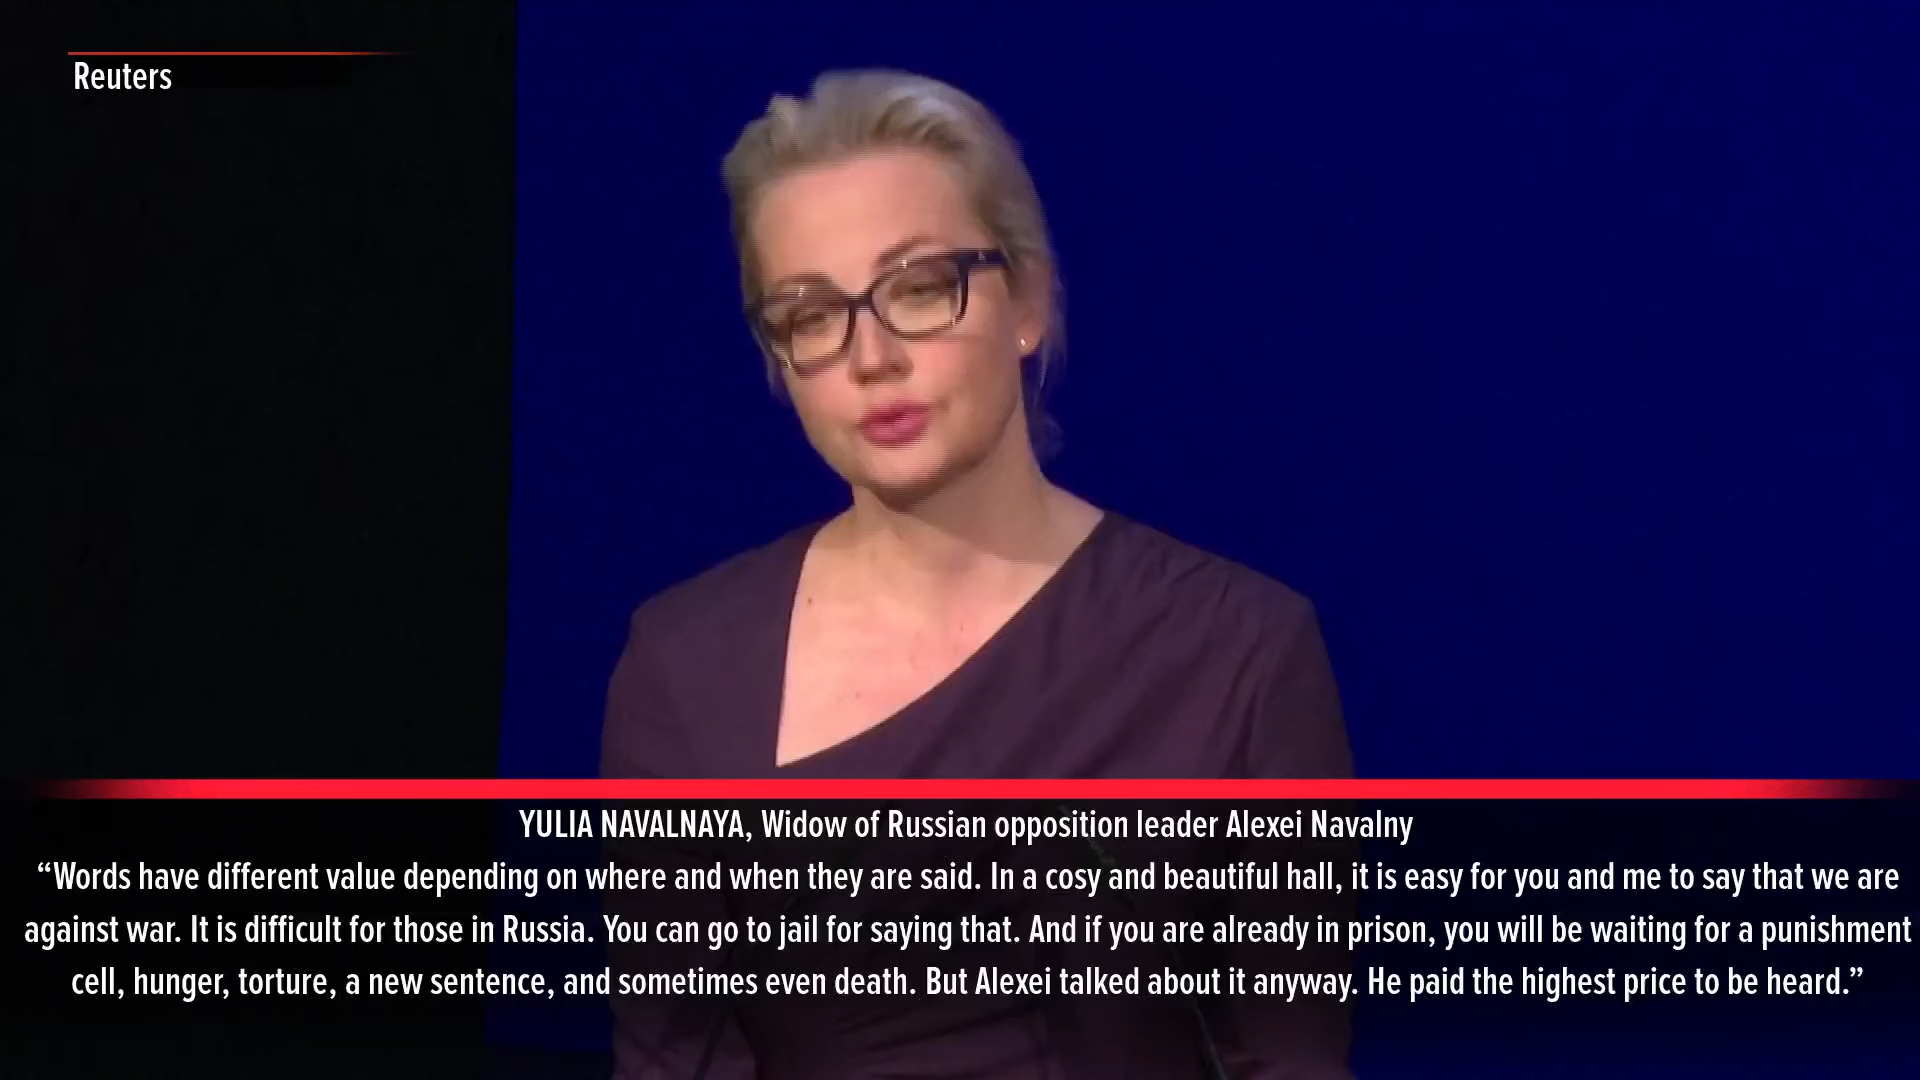 Reuters
YULIA NAVALNAYA, Widow of Russian opposition leader Alexei Navalny
“Words have different value depending on where and when they are said. In a cosy and beautiful hall, it is easy for you and me to say that we are
against war. It is difficult for those in Russia. You can go to jail for saying that. And if you are already in prison, you will be waiting for a punishment
cell, hunger, torture, a new sentence, and sometimes even death. But Alexei talked about it anyway. He paid the highest price to be heard.”